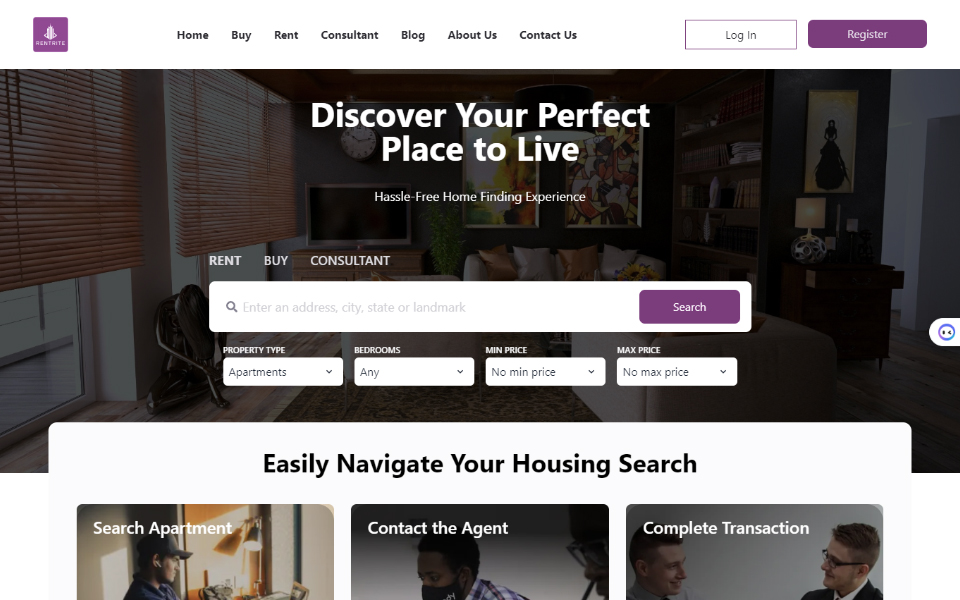 RENTRITE
Home Buy Rent Consultant Blog About Us Contact Us Log In Register
Discover Your Perfect
Place to Live
Hassle-Free Home Finding Experience
RENT BUY CONSULTANT
Enter an address, city, state or landmark Search
PROPERTY TYPE BEDROOMS MIN PRICE MAX PRICE
Apartments Any No min price No max price
Easily Navigate Your Housing Search
Search Apartment Contact the Agent Complete Transaction